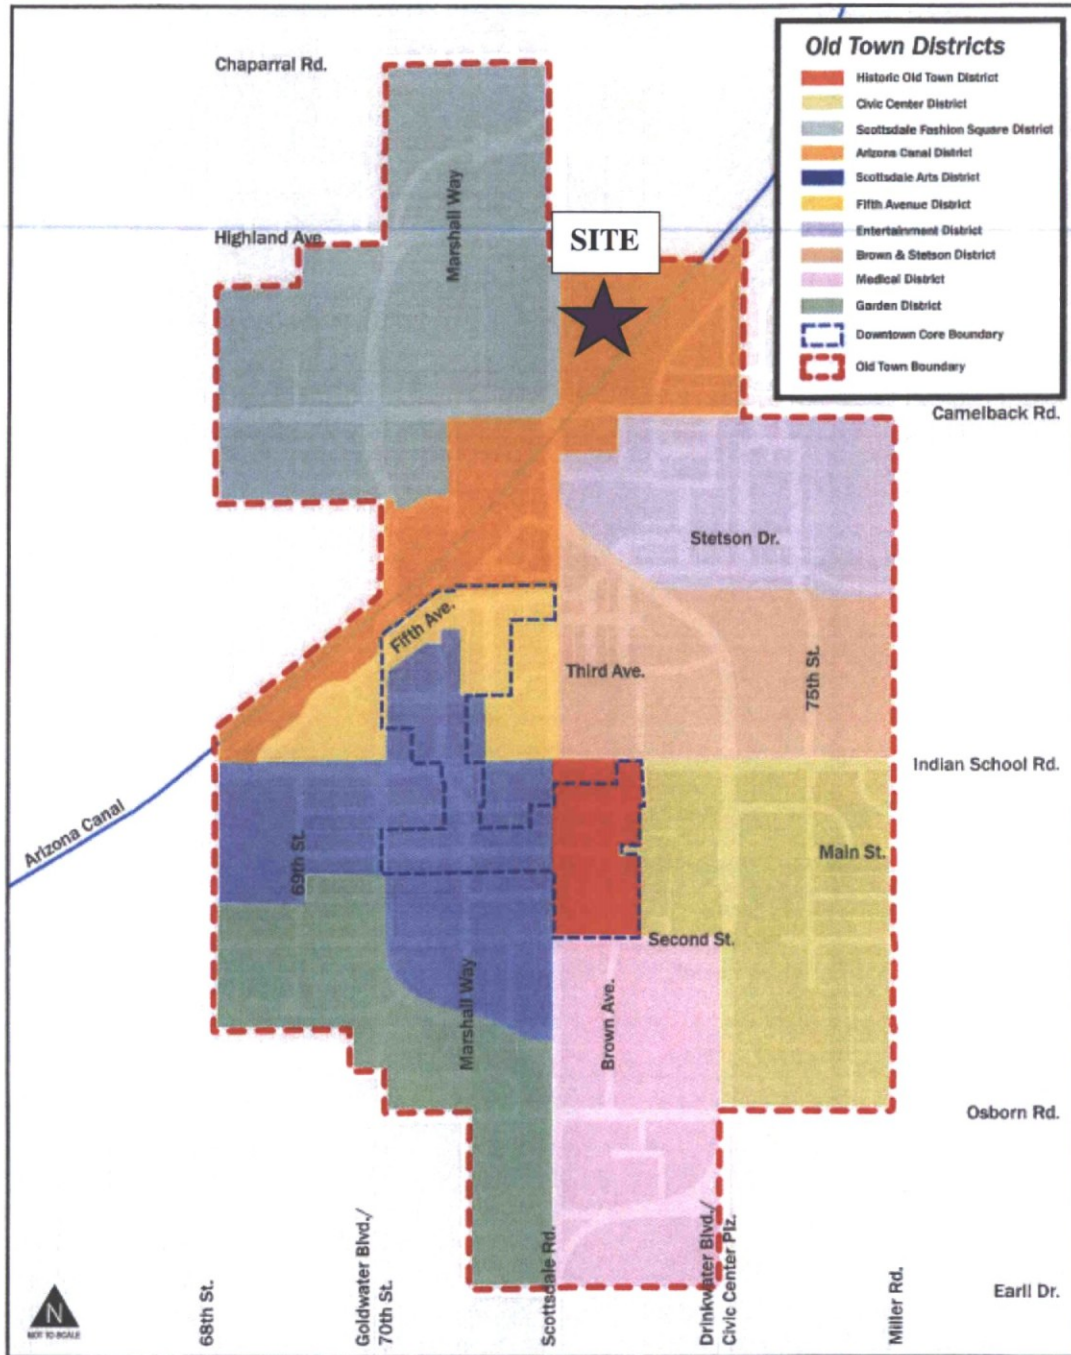 Old Town Districts
Historic Old Town District
Civic Center District
Scottsdale Fashion Square District
Arizona Canal District
Scottsdale Arts District
Fifth Avenue District
Entertainment District
Brown & Stetson District
Medical District
Garden District
Downtown Core Boundary
Old Town Boundary
Chaparral Rd.
Marshall Way
Highland Ave.
SITE
Camelback Rd.
Stetson Dr.
Fifth Ave.
Third Ave.
75th St.
Indian School Rd.
Arizona Canal
69th St.
Main St.
Second St.
Marshall Way
Brown Ave.
Osborn Rd.
68th St.
Goldwater Blvd./
70th St.
Scottsdale Rd.
Drinkwater Blvd./
Civic Center Plz.
Miller Rd.
Earll Dr.
N
NOT TO SCALE